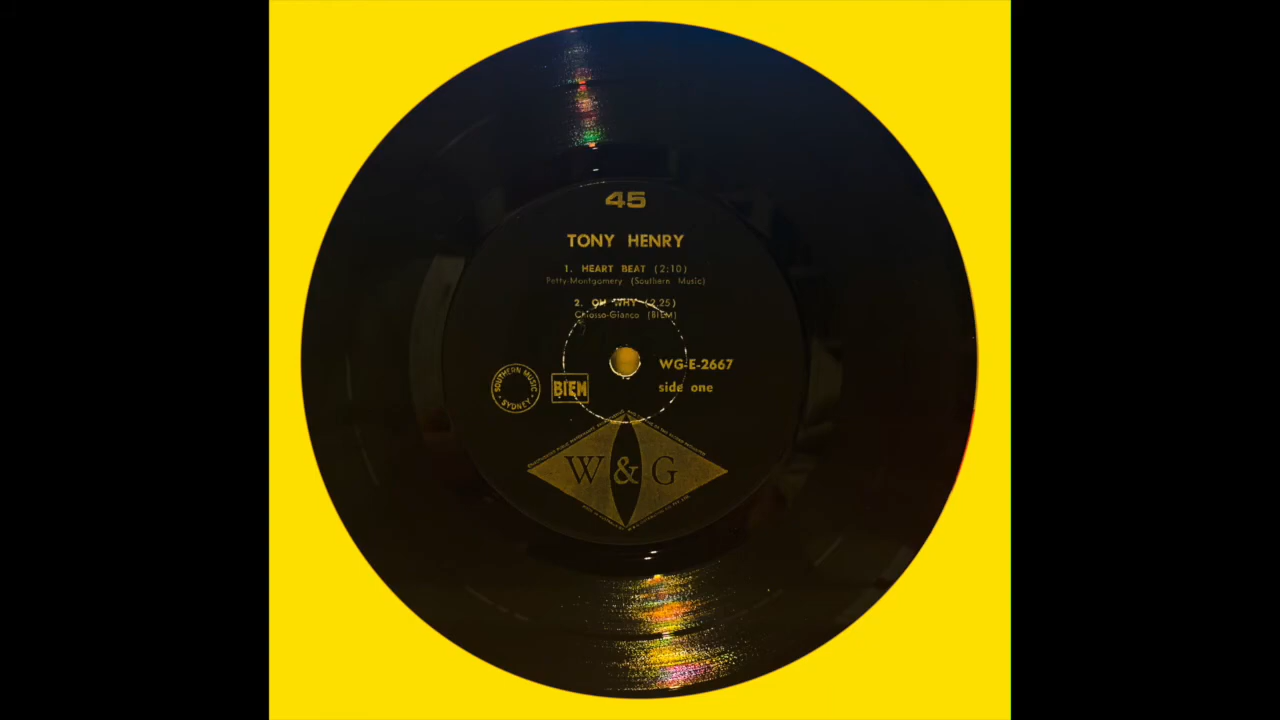 45
TONY HENRY
1. HEART BEAT (2:10)
Petty-Montgomery (Southern Music)
2. OH WHY (2.25)
Chiosso-Gianco (BIEM)
WG-E-2667
side one
SOUTHERN MUSIC
• SYDNEY •
BIEM
W & G